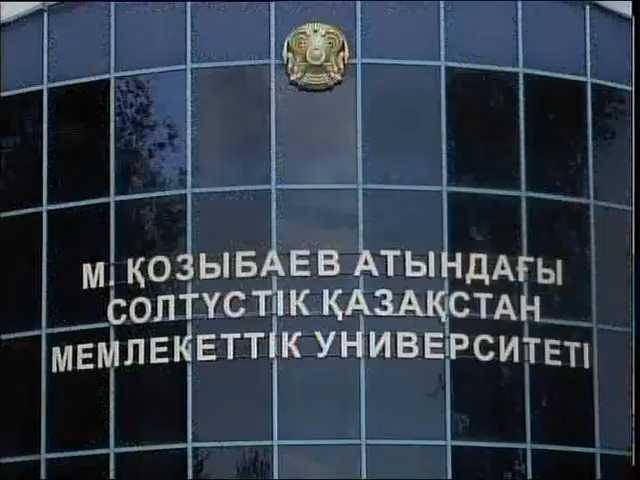 М. ҚОЗЫБАЕВ АТЫНДАҒЫ
СОЛТҮСТІК ҚАЗАҚСТАН
МЕМЛЕКЕТТІК УНИВЕРСИТЕТІ